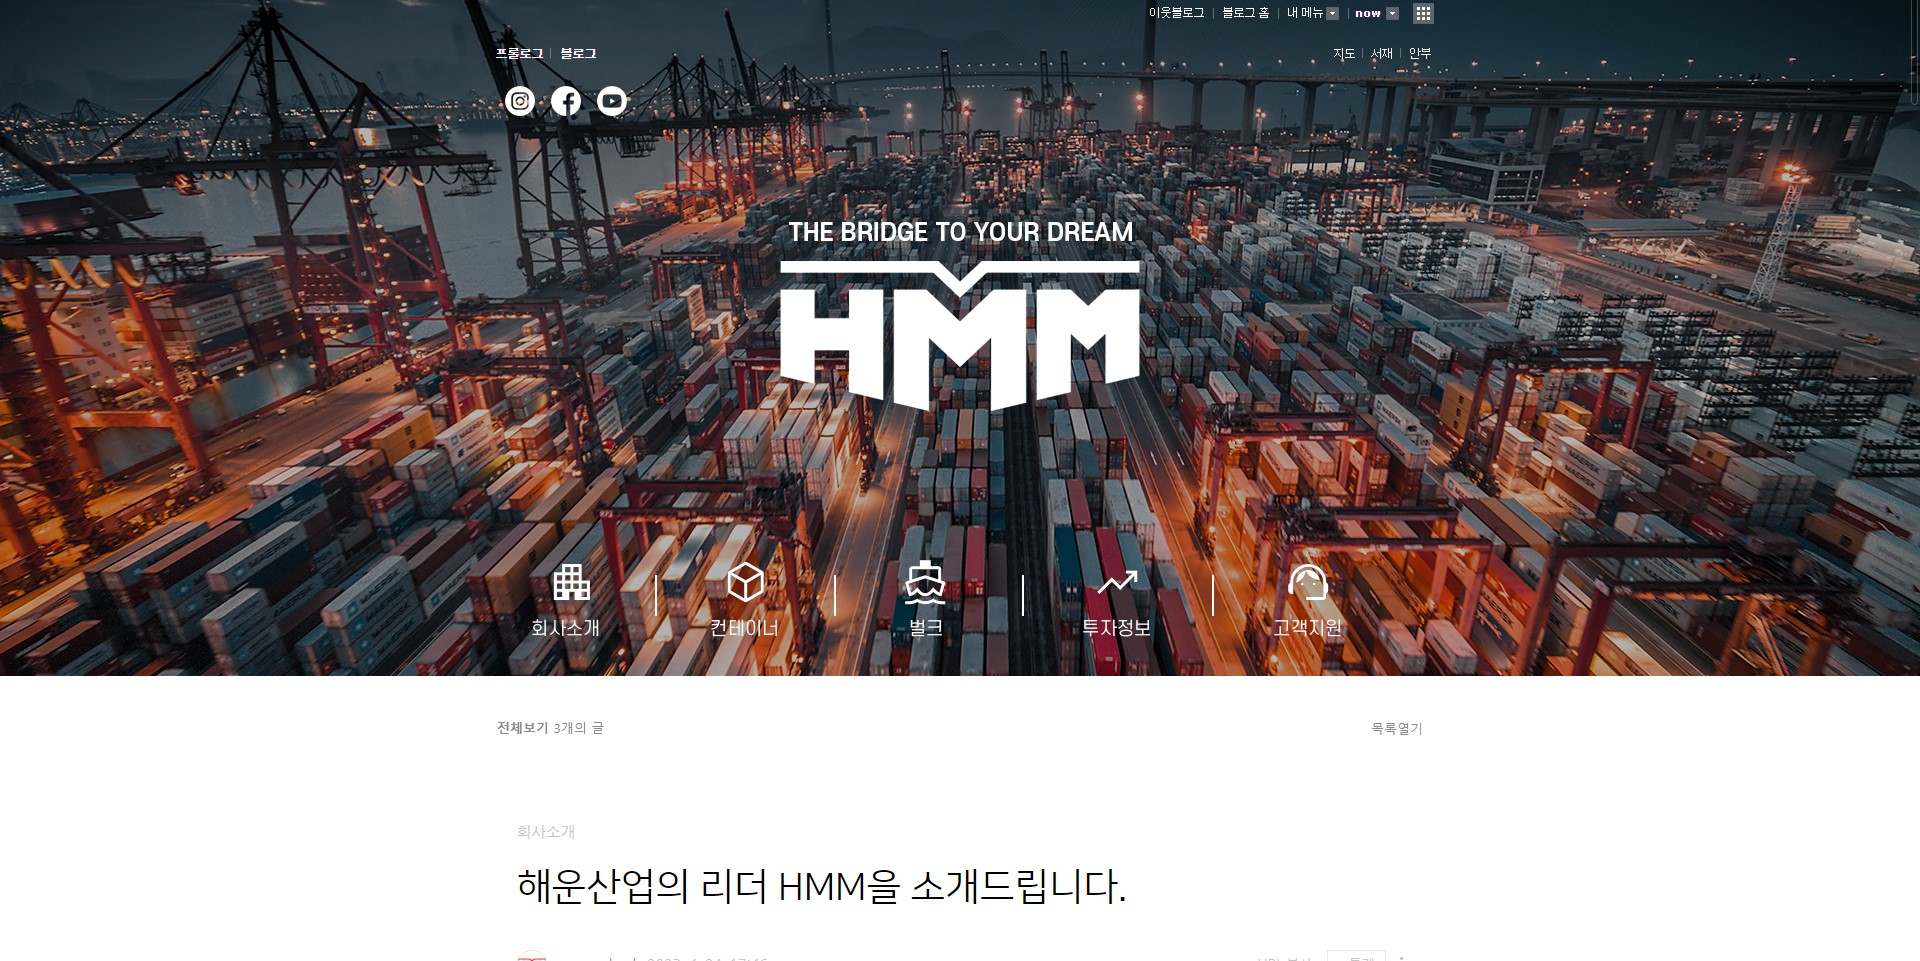 이웃블로그 블로그 홈 내 메뉴 now
프롤로그 블로그 지도 서재 안부
THE BRIDGE TO YOUR DREAM
HMM
MAERSK
회사소개 컨테이너 벌크 투자정보 고객지원
전체보기 3개의 글 목록열기
회사소개
해운산업의 리더 HMM을 소개드립니다.